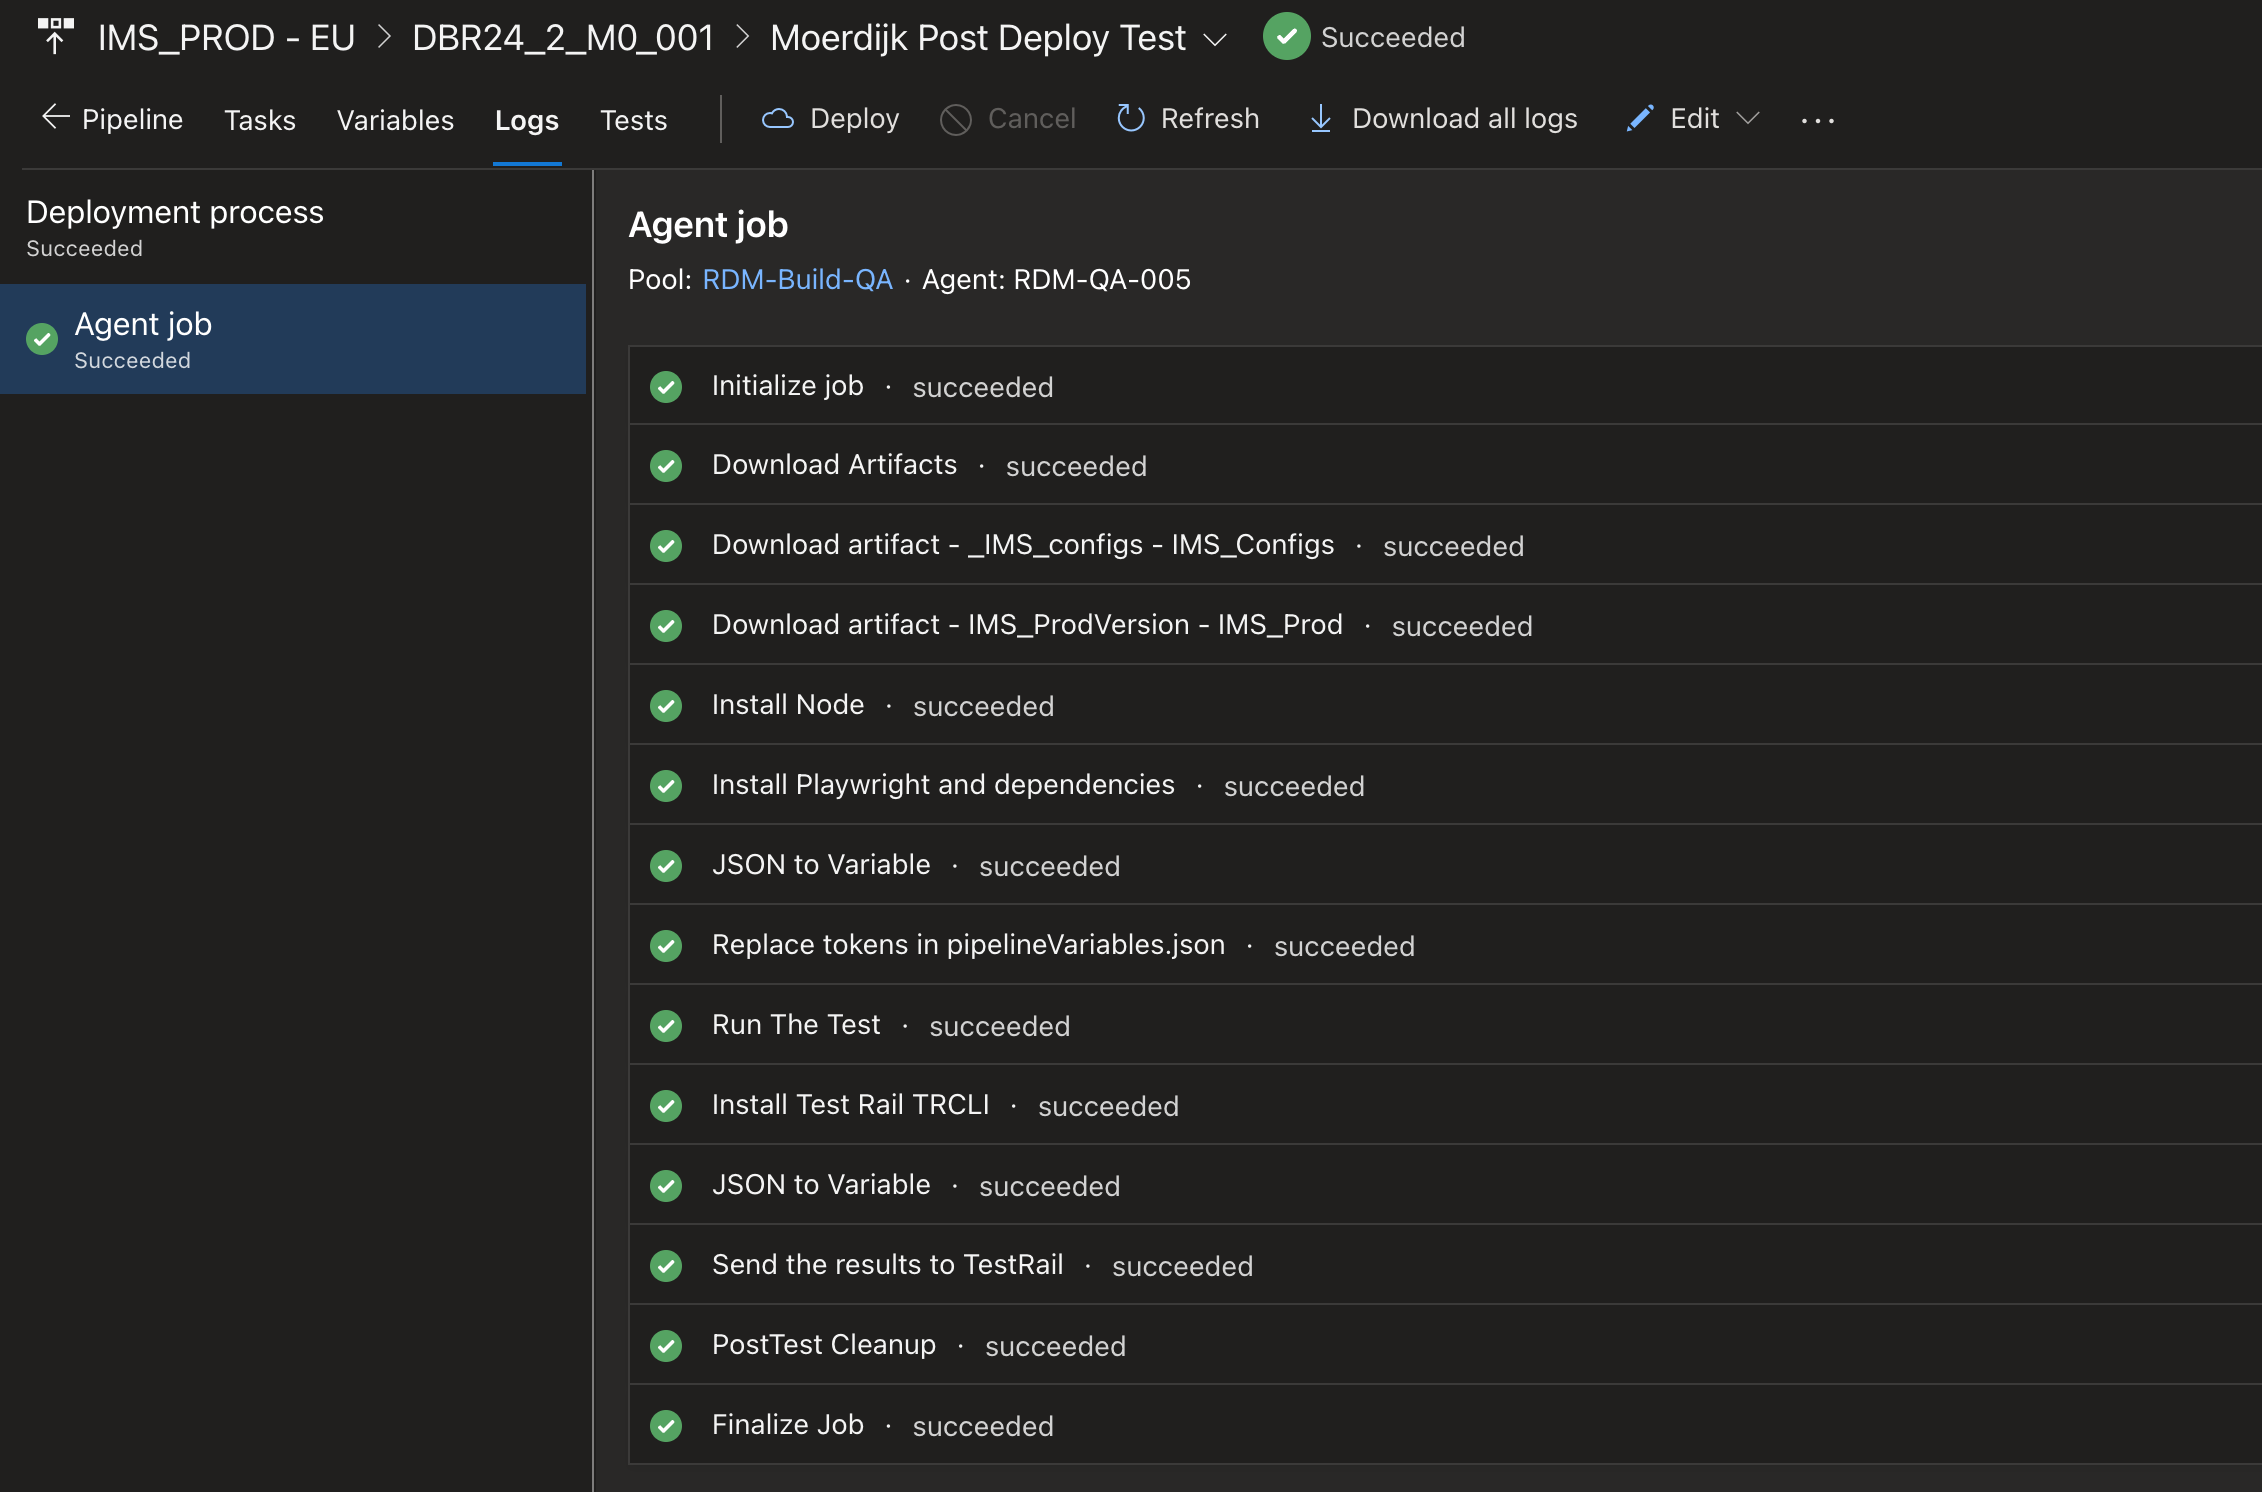 IMS_PROD - EU > DBR24_2_M0_001 > Moerdijk Post Deploy Test Succeeded
Pipeline Tasks Variables Logs Tests Deploy Cancel Refresh Download all logs Edit ...
Deployment process
Succeeded
Agent job
Succeeded
Agent job
Pool: RDM-Build-QA · Agent: RDM-QA-005
Initialize job · succeeded
Download Artifacts · succeeded
Download artifact - _IMS_configs - IMS_Configs · succeeded
Download artifact - IMS_ProdVersion - IMS_Prod · succeeded
Install Node · succeeded
Install Playwright and dependencies · succeeded
JSON to Variable · succeeded
Replace tokens in pipelineVariables.json · succeeded
Run The Test · succeeded
Install Test Rail TRCLI · succeeded
JSON to Variable · succeeded
Send the results to TestRail · succeeded
PostTest Cleanup · succeeded
Finalize Job · succeeded